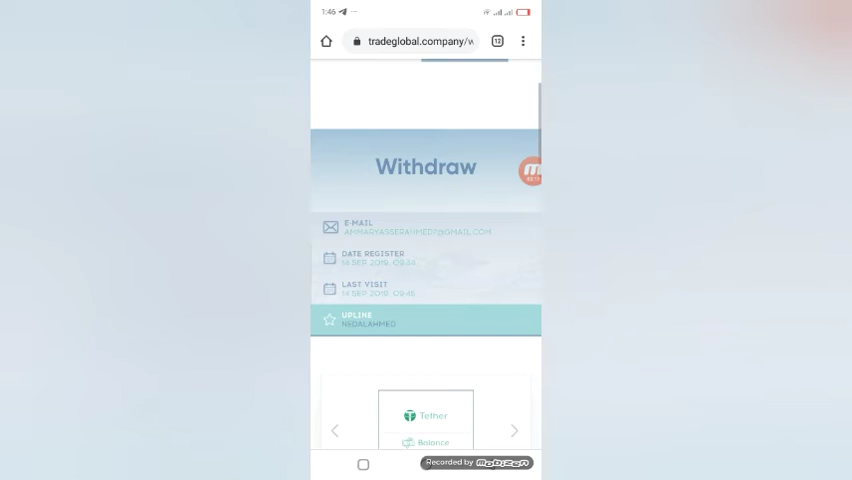 1:46
tradeglobal.company/w
12
Withdraw
E-MAIL
AMMARYASSERAHMED7@GMAIL.COM
DATE REGISTER
14 SEP 2019, 09:44
LAST VISIT
14 SEP 2019, 09:45
UPLINE
NEDALAHMED
Tether
Balance
Recorded by MOBIZEN